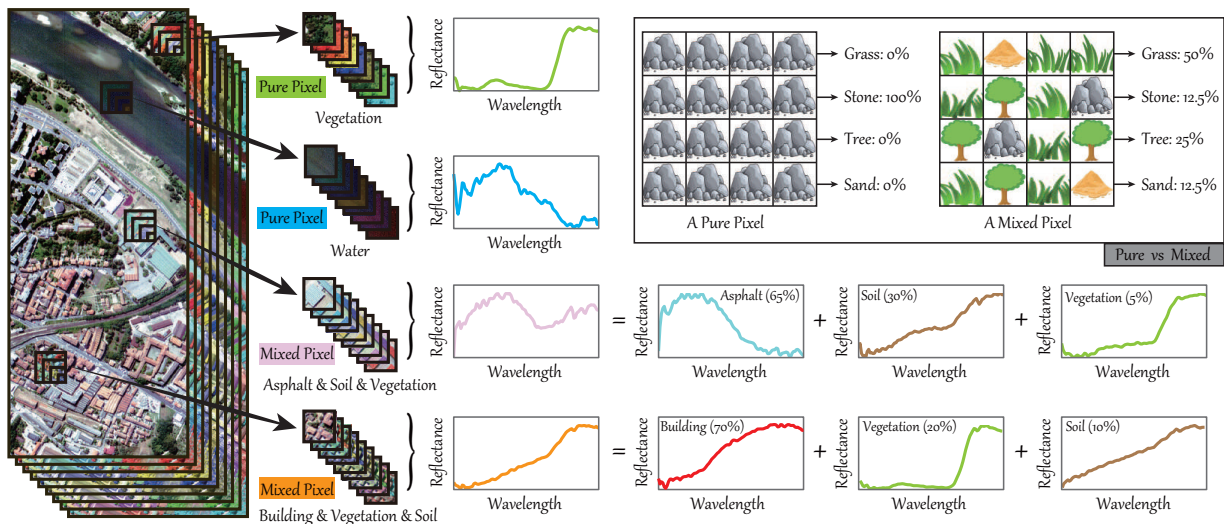 Pure Pixel
Vegetation
Reflectance
Wavelength
Pure Pixel
Water
Reflectance
Wavelength
Grass: 0%
Stone: 100%
Tree: 0%
Sand: 0%
A Pure Pixel
Grass: 50%
Stone: 12.5%
Tree: 25%
Sand: 12.5%
A Mixed Pixel
Pure vs Mixed
Mixed Pixel
Asphalt & Soil & Vegetation
Reflectance
Wavelength
=
Reflectance
Asphalt (65%)
Wavelength
+
Reflectance
Soil (30%)
Wavelength
+
Reflectance
Vegetation (5%)
Wavelength
Mixed Pixel
Building & Vegetation & Soil
Reflectance
Wavelength
=
Reflectance
Building (70%)
Wavelength
+
Reflectance
Vegetation (20%)
Wavelength
+
Reflectance
Soil (10%)
Wavelength